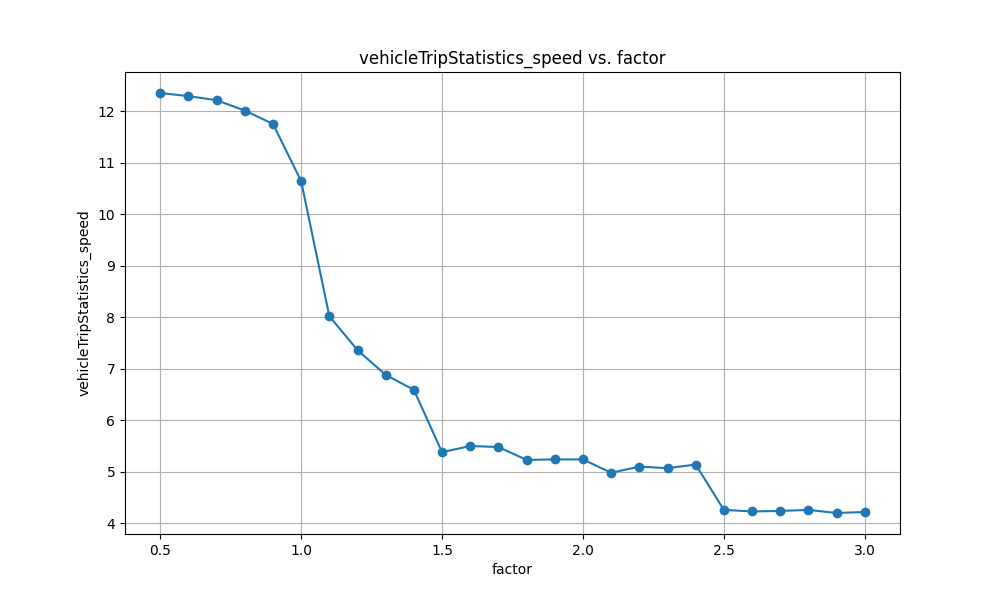 vehicleTripStatistics_speed vs. factor
vehicleTripStatistics_speed
12
11
10
9
8
7
6
5
4
0.5 1.0 1.5 2.0 2.5 3.0
factor